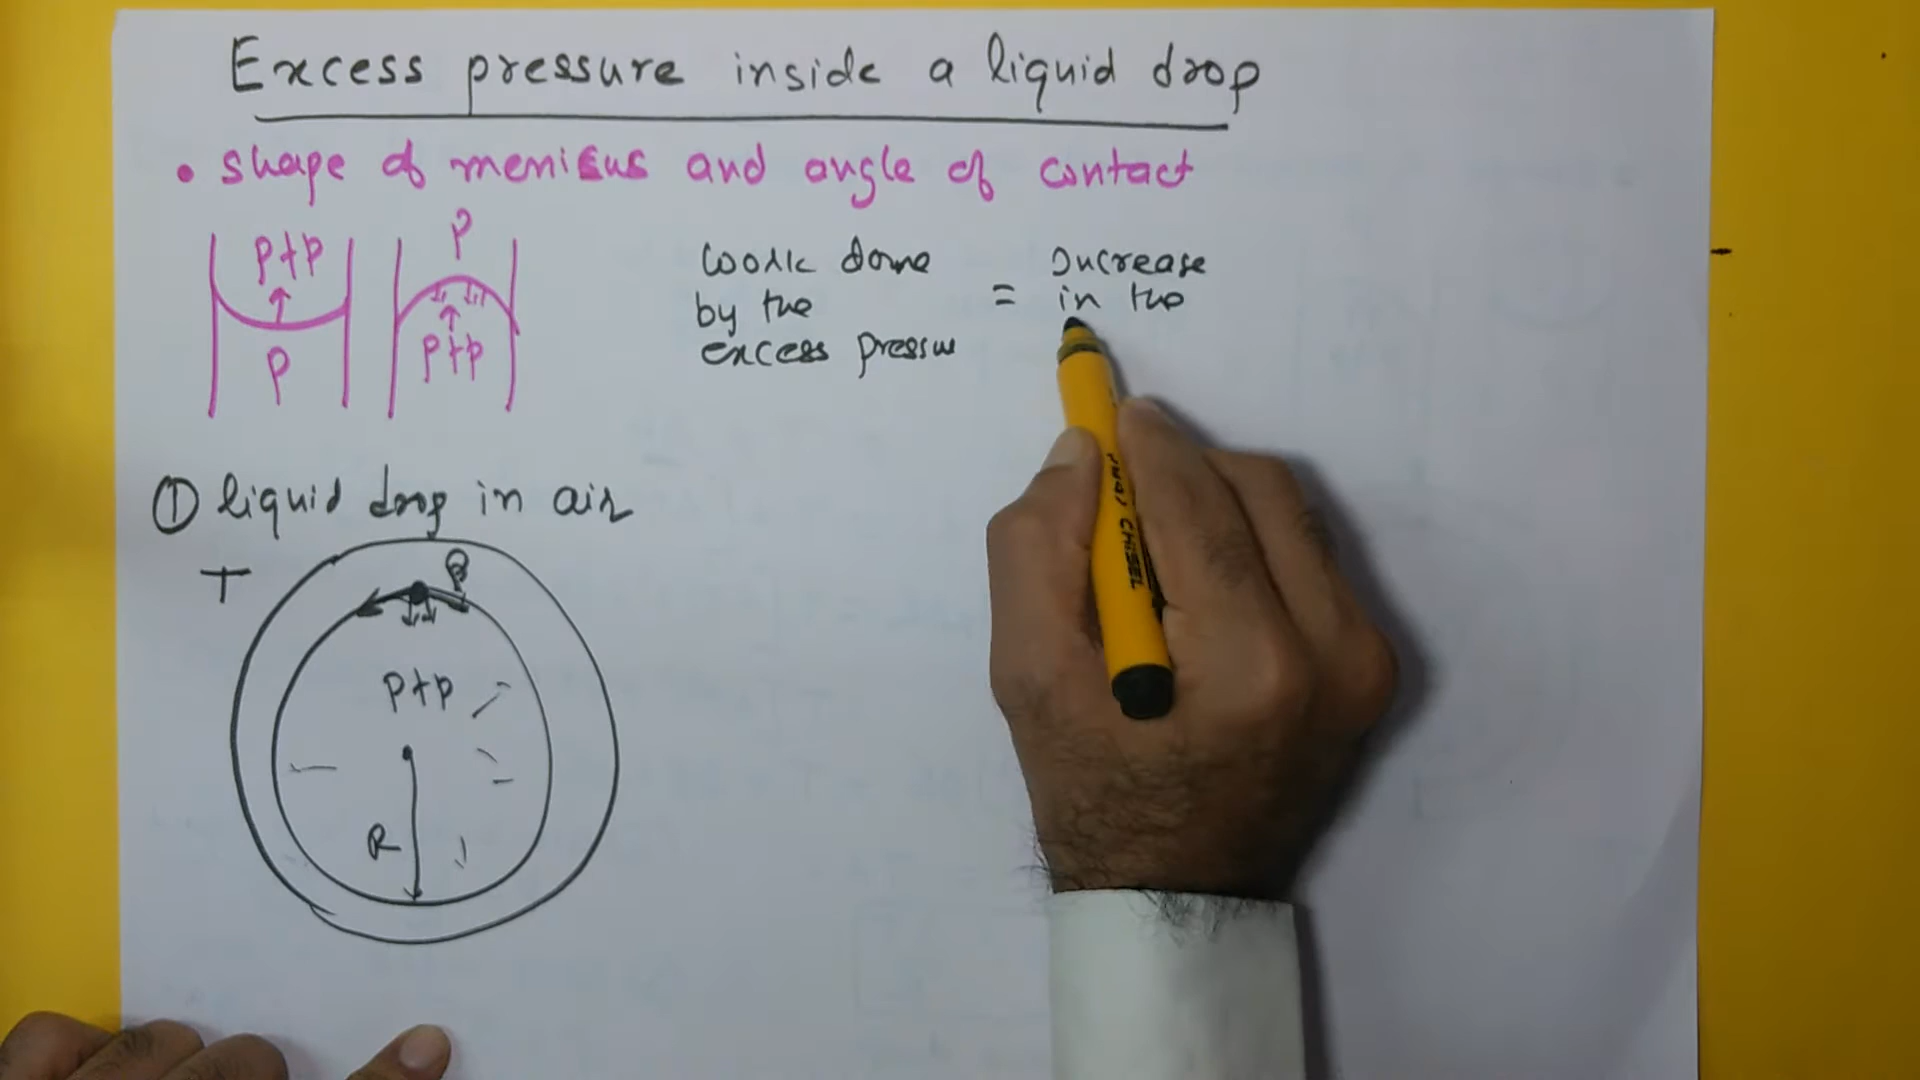 Excess pressure inside a liquid drop
• shape of meniscus and angle of contact
P+p
P
P
P+p
work done
by the
excess pressu
=
Increase
in the
① liquid drop in air
T
P+p
R
CHISEL